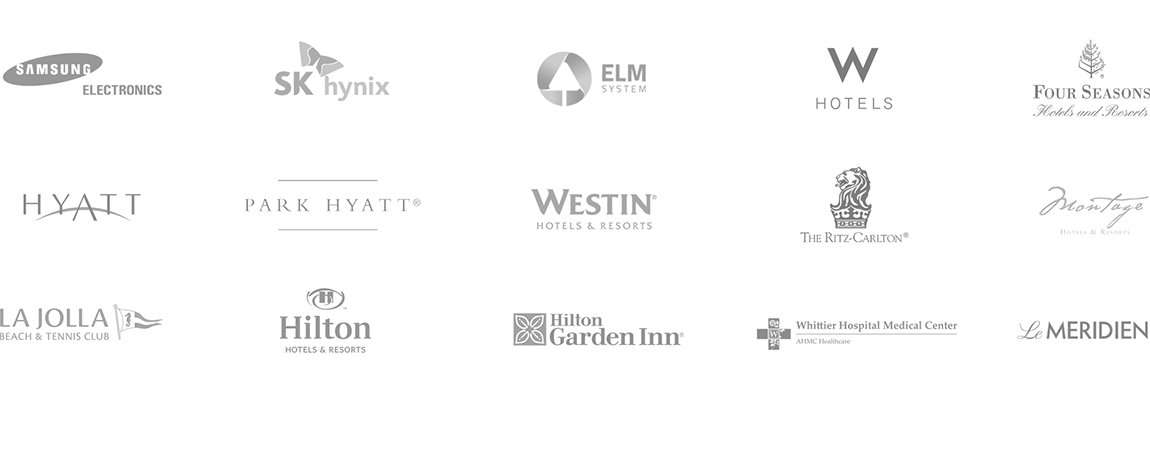 SAMSUNG
ELECTRONICS
SK hynix
ELM
SYSTEM
W
HOTELS
FOUR SEASONS
Hotels and Resorts
HYATT
PARK HYATT®
WESTIN®
HOTELS & RESORTS
THE RITZ-CARLTON®
Montage
HOTELS & RESORTS
LA JOLLA
BEACH & TENNIS CLUB
H
Hilton
HOTELS & RESORTS
Hilton
Garden Inn®
W
Whittier Hospital Medical Center
AHMC Healthcare
Le MERIDIEN